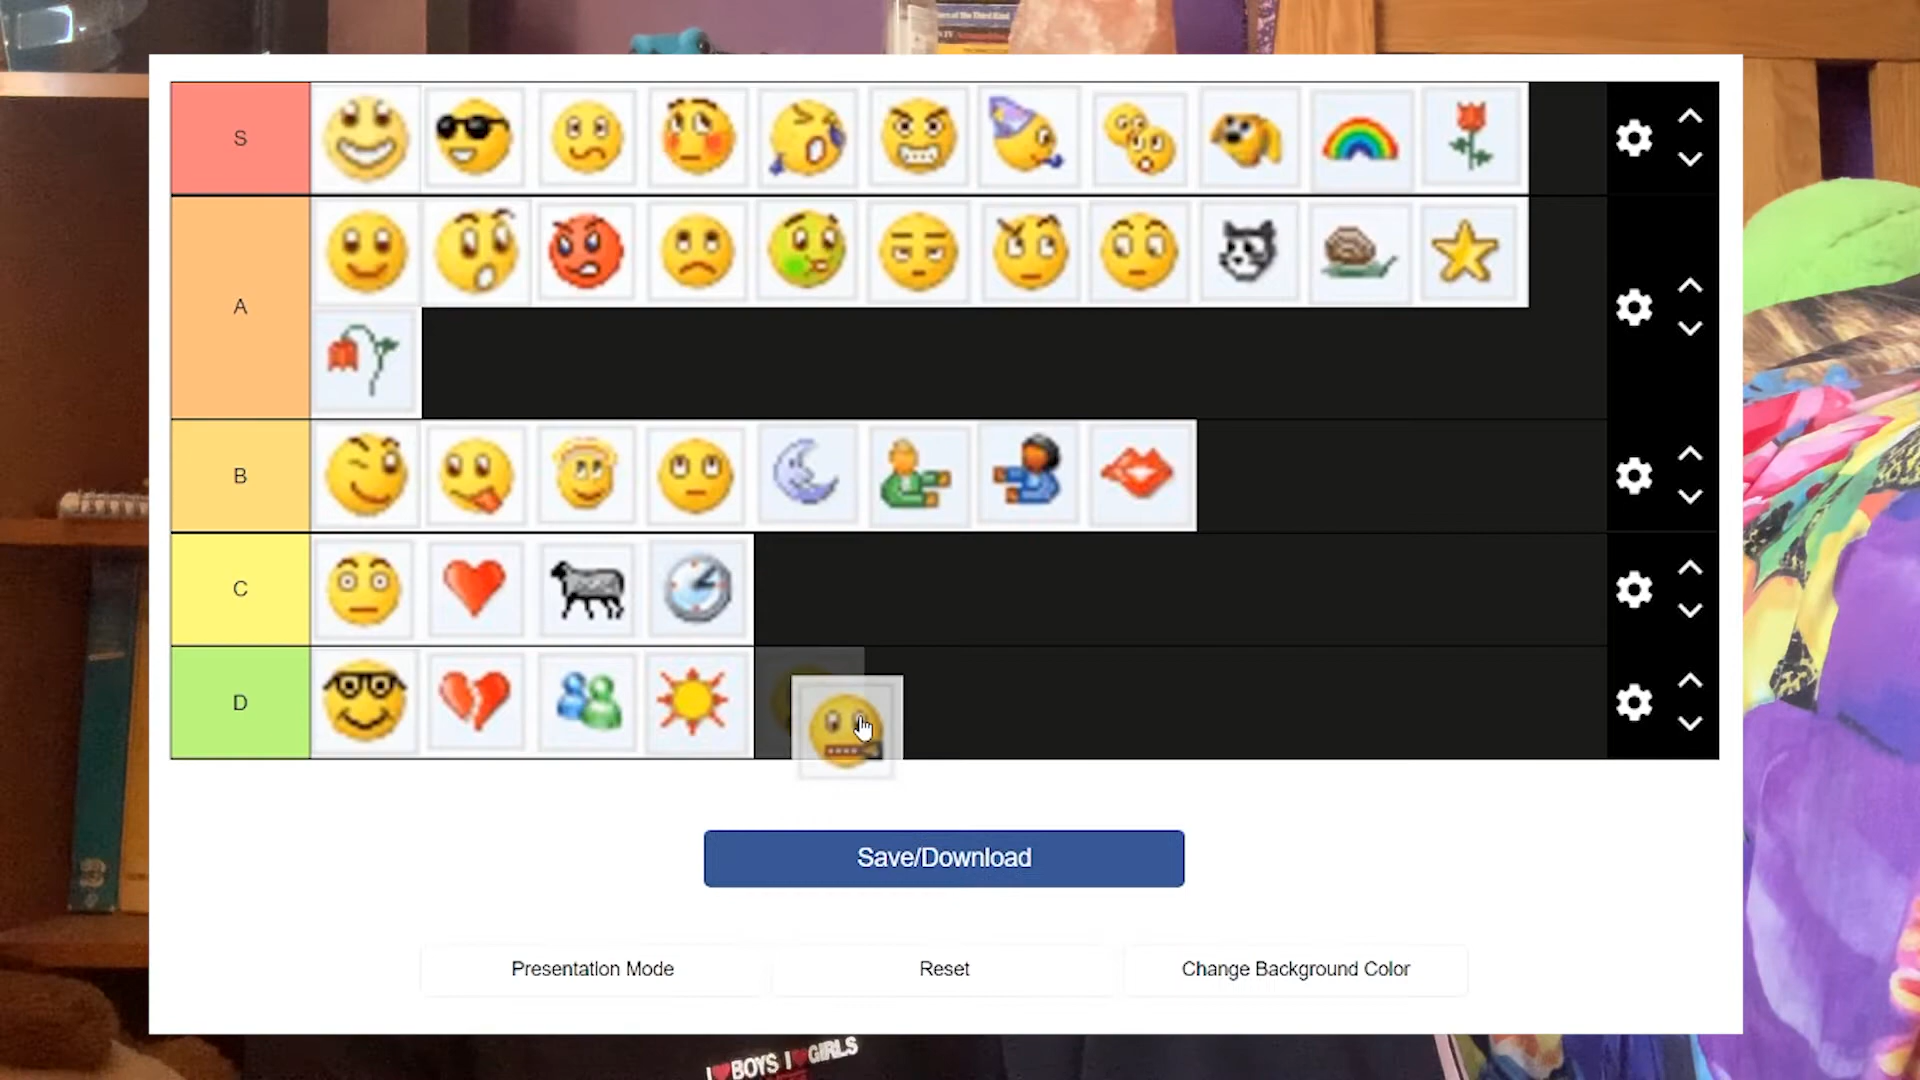 S
A
B
C
D
Save/Download
Presentation Mode
Reset
Change Background Color
I BOYS I GIRLS